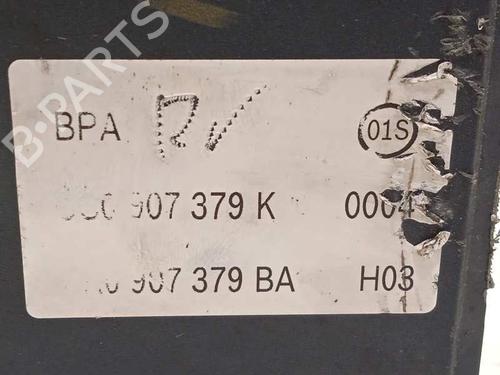 BPA RV 01S
907 379 K 0004
907 379 BA H03
B-PARTS